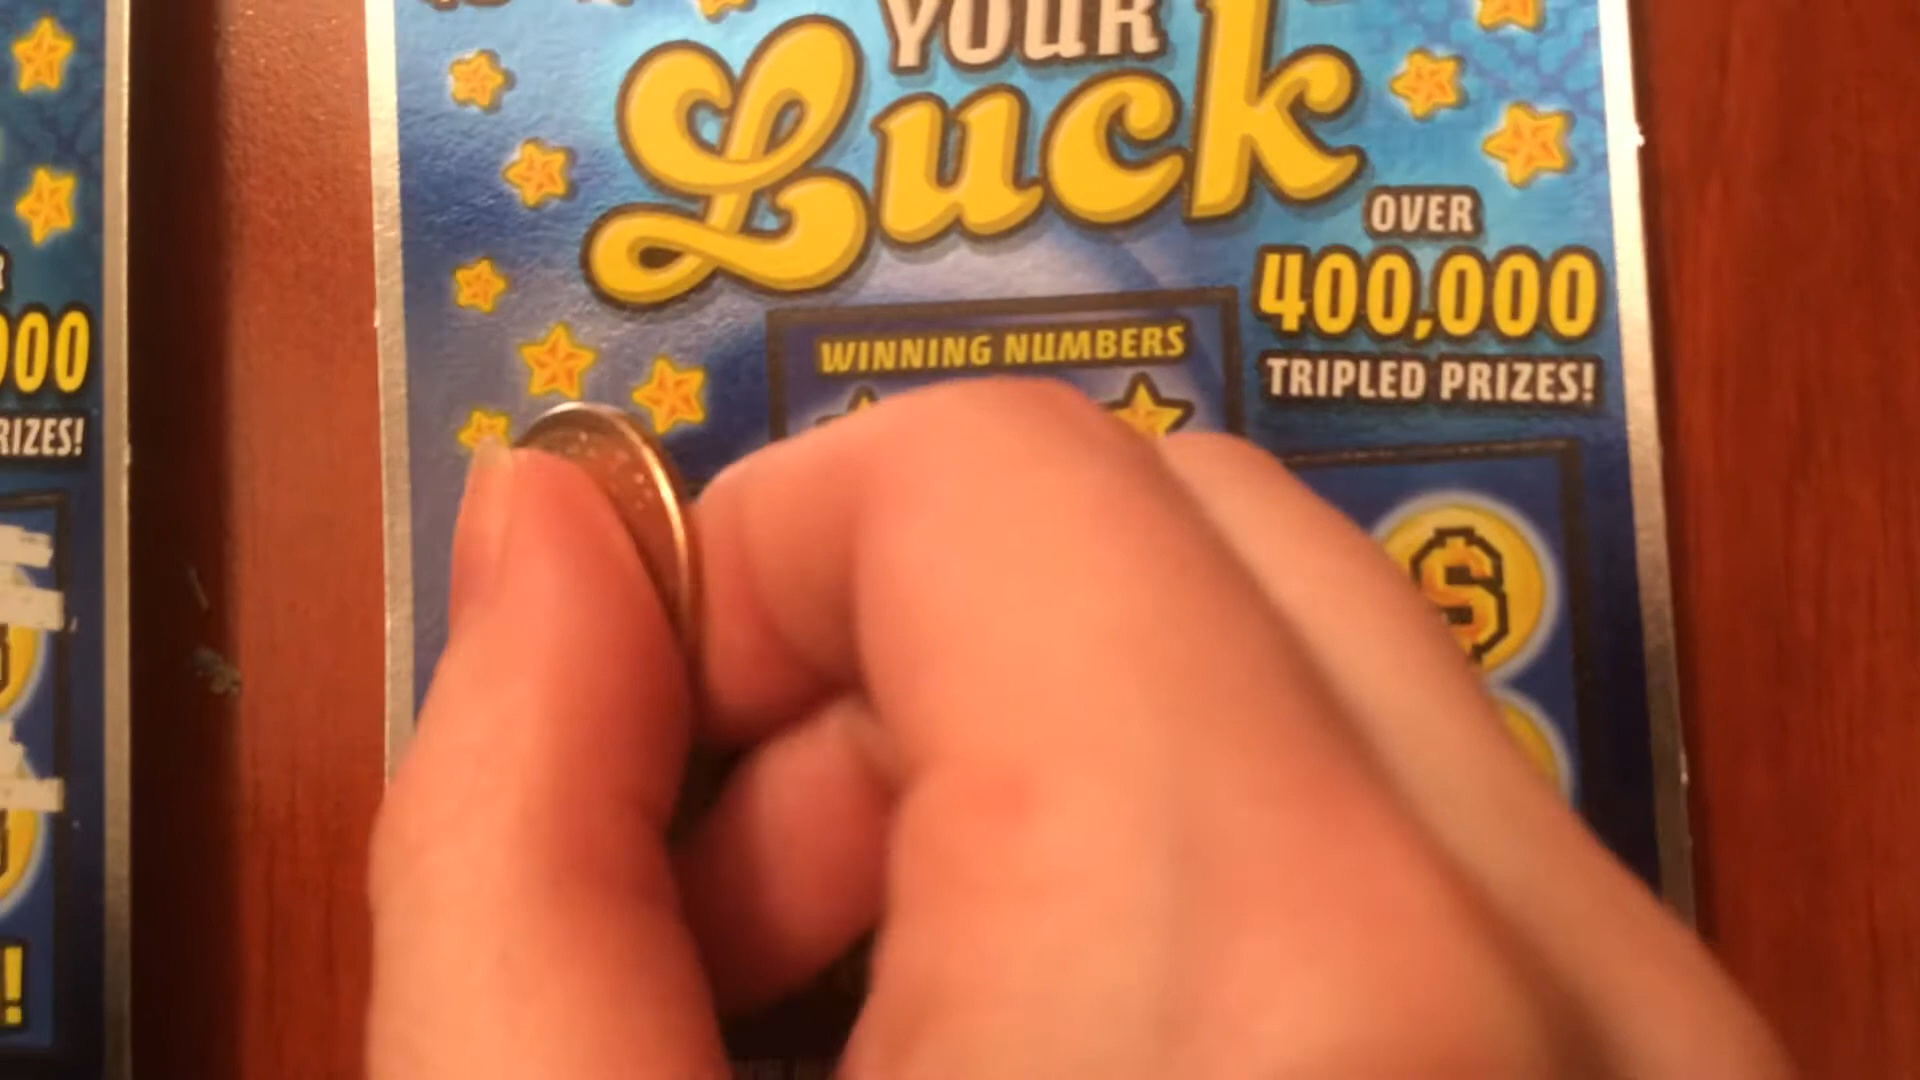 YOUR
Luck
OVER
400,000
TRIPLED PRIZES!
WINNING NUMBERS
$
000
RIZES!
!